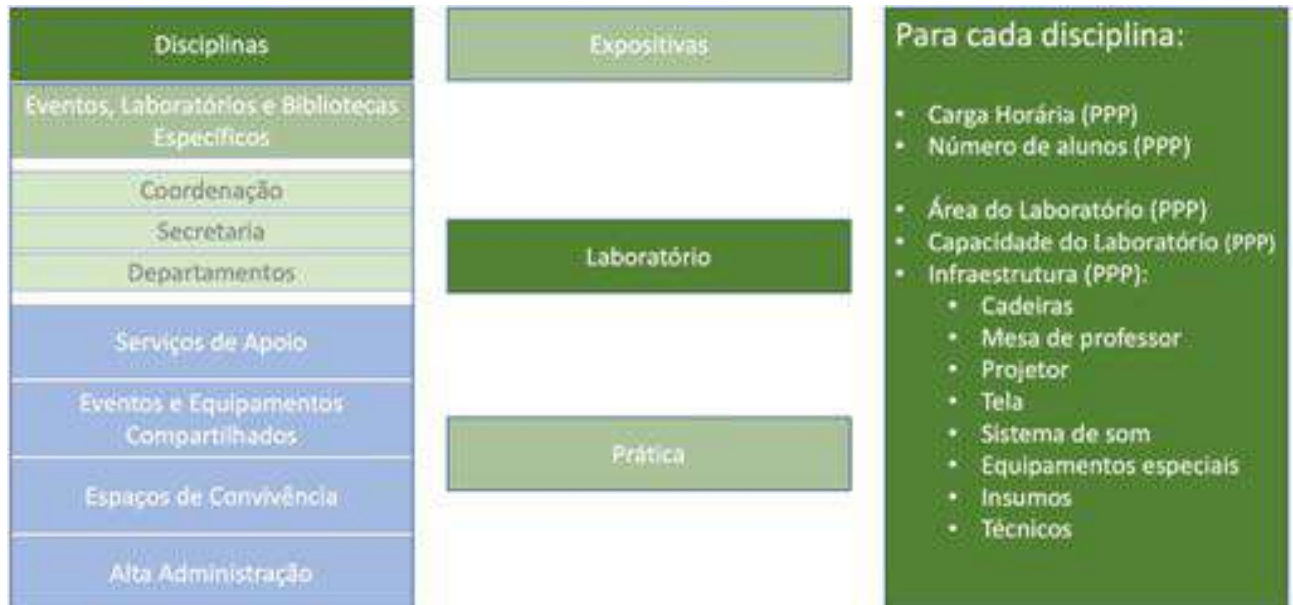 Disciplinas
Eventos, Laboratórios e Bibliotecas
Específicos
Coordenação
Secretaria
Departamentos
Serviços de Apoio
Eventos e Equipamentos
Compartilhados
Espaços de Convivência
Alta Administração
Expositivas
Laboratório
Prática
Para cada disciplina:
• Carga Horária (PPP)
• Número de alunos (PPP)
• Área do Laboratório (PPP)
• Capacidade do Laboratório (PPP)
• Infraestrutura (PPP):
• Cadeiras
• Mesa de professor
• Projetor
• Tela
• Sistema de som
• Equipamentos especiais
• Insumos
• Técnicos